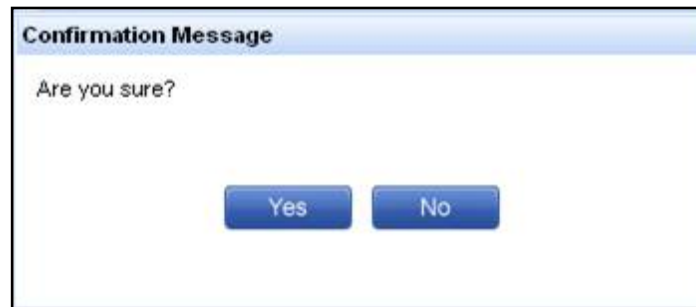 Confirmation Message
Are you sure?
Yes No